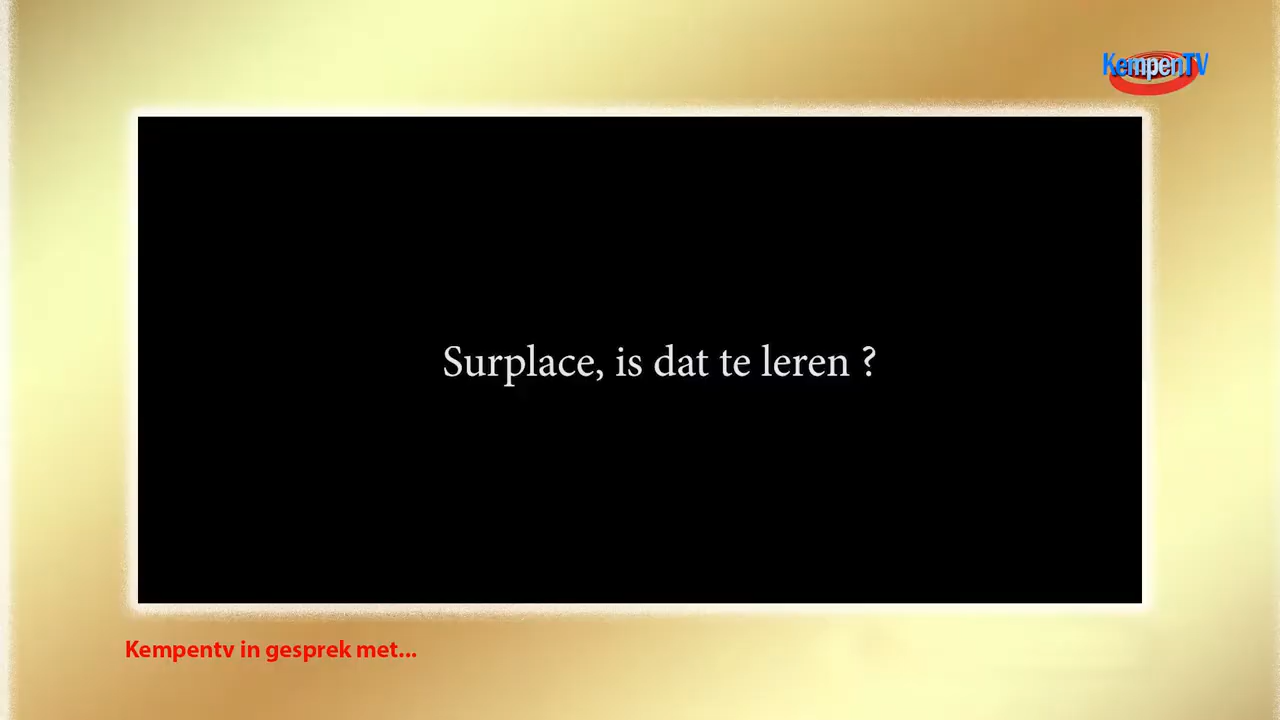 KempenTV
Surplace, is dat te leren ?
Kempentv in gesprek met...